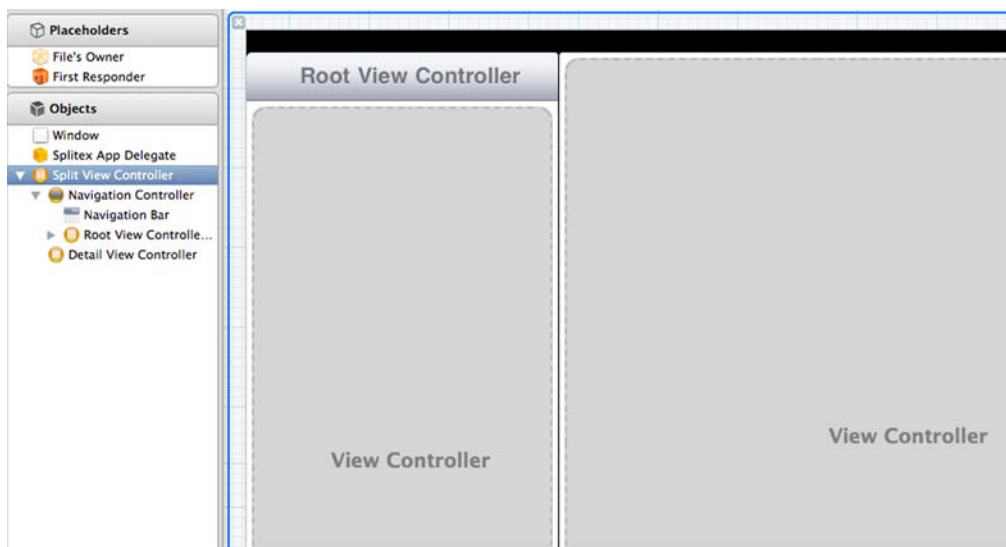 Placeholders
File's Owner
First Responder
Objects
Window
Splitex App Delegate
Split View Controller
Navigation Controller
Navigation Bar
Root View Controlle...
Detail View Controller
Root View Controller
View Controller
View Controller